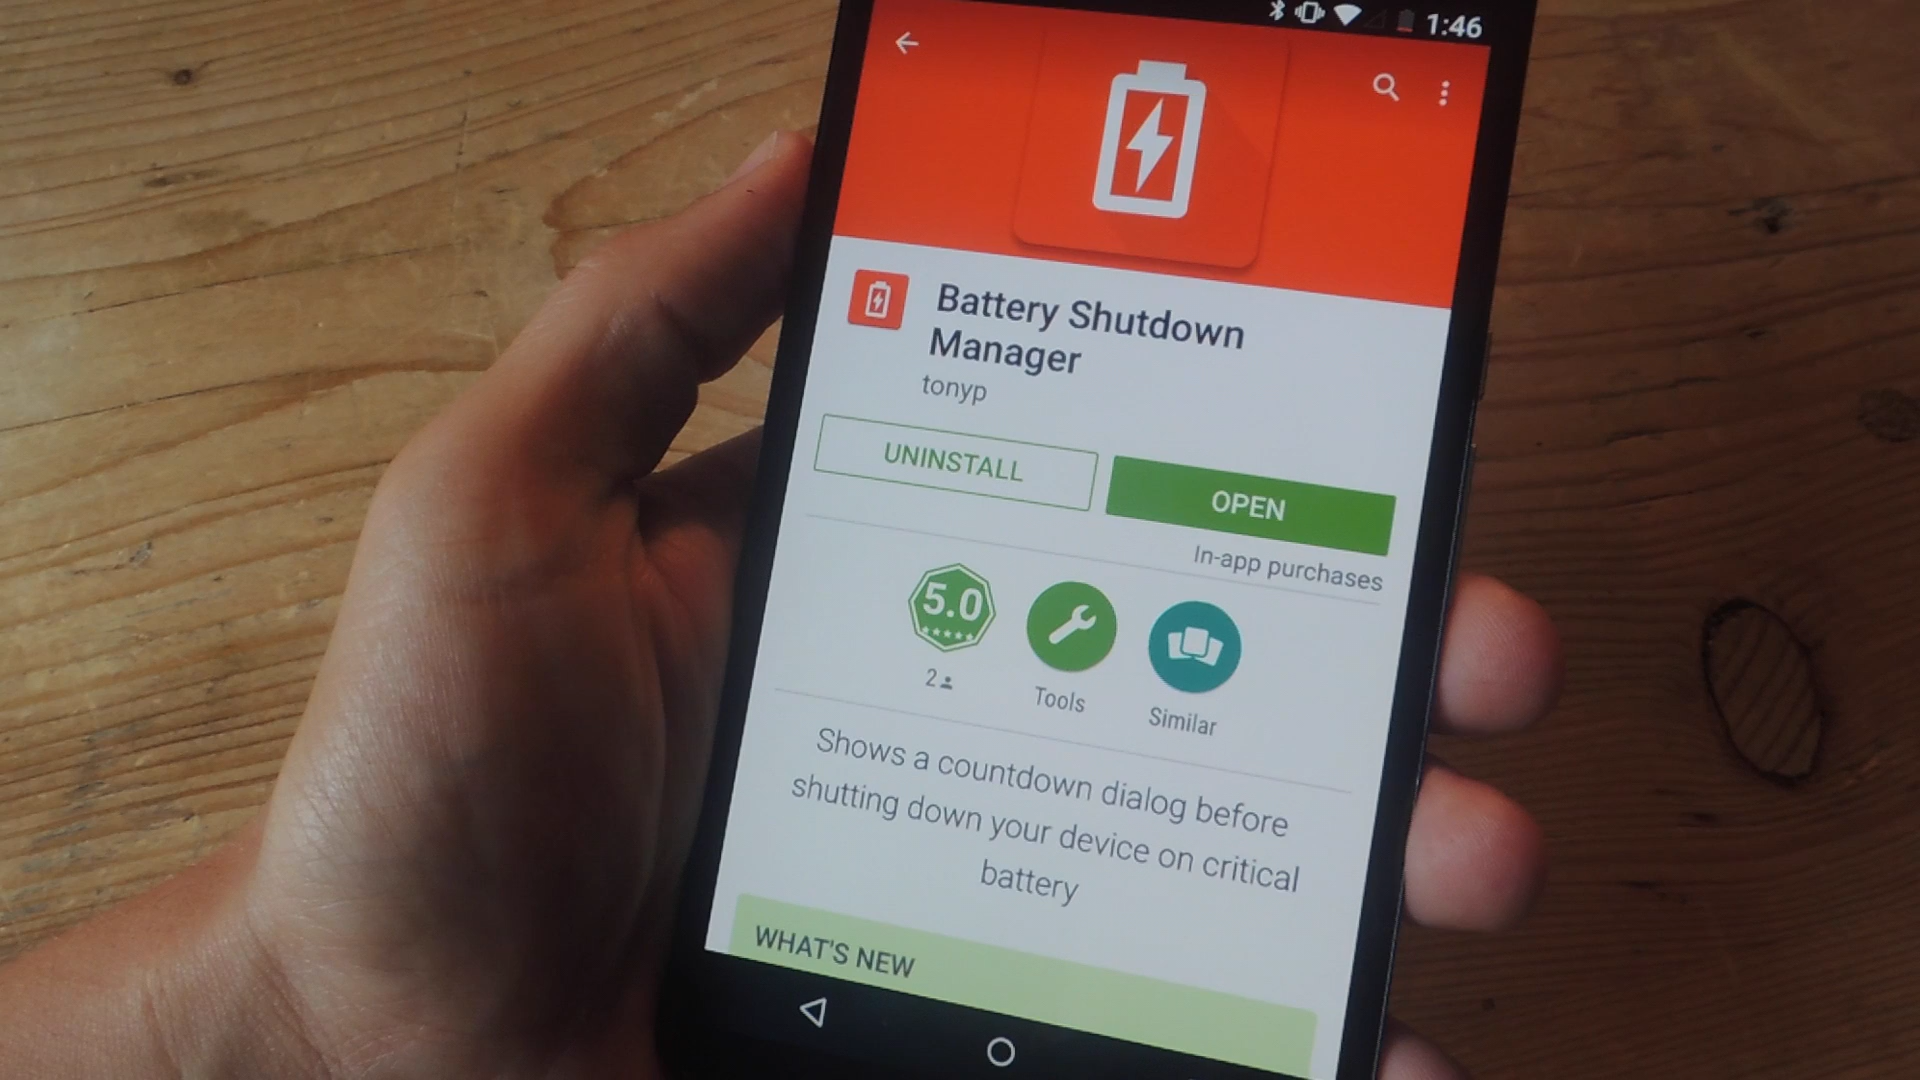 1:46
Battery Shutdown
Manager
tonyp
UNINSTALL
OPEN
In-app purchases
5.0
2
Tools
Similar
Shows a countdown dialog before
shutting down your device on critical
battery
WHAT'S NEW